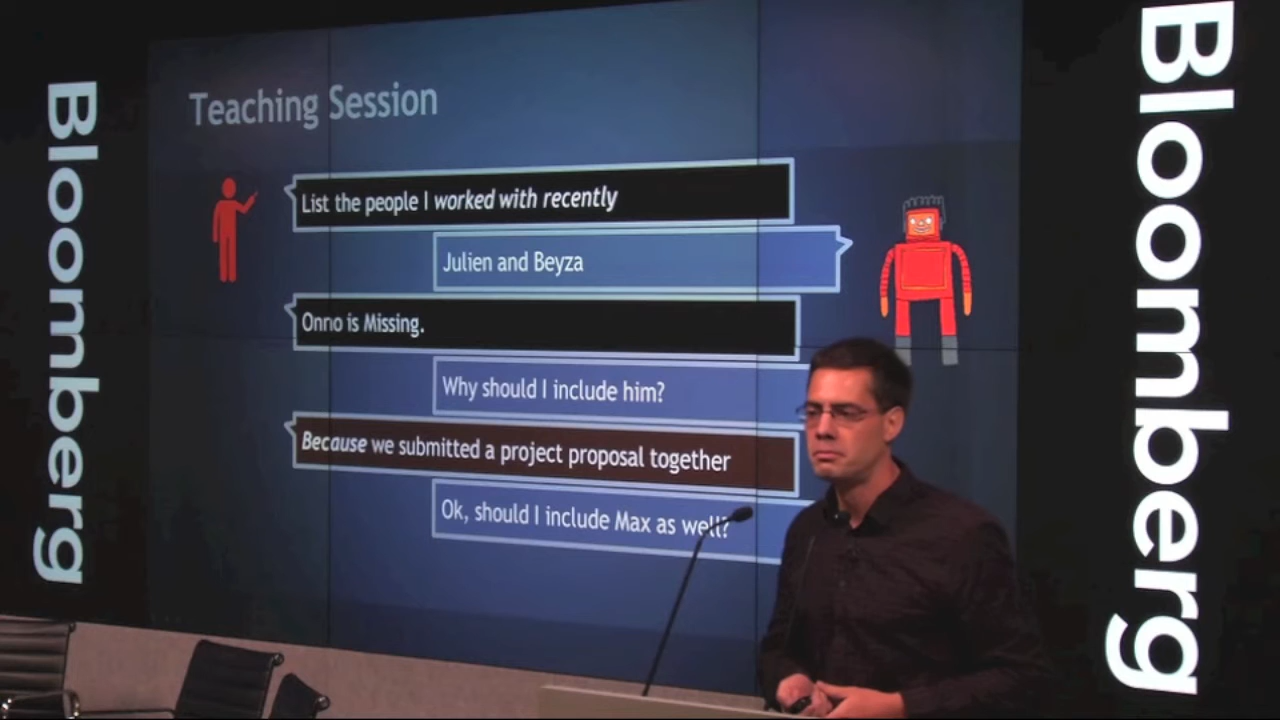 Bloomberg
Teaching Session
List the people I worked with recently
Julien and Beyza
Onno is Missing.
Why should I include him?
Because we submitted a project proposal together
Ok, should I include Max as well?
Bloomberg